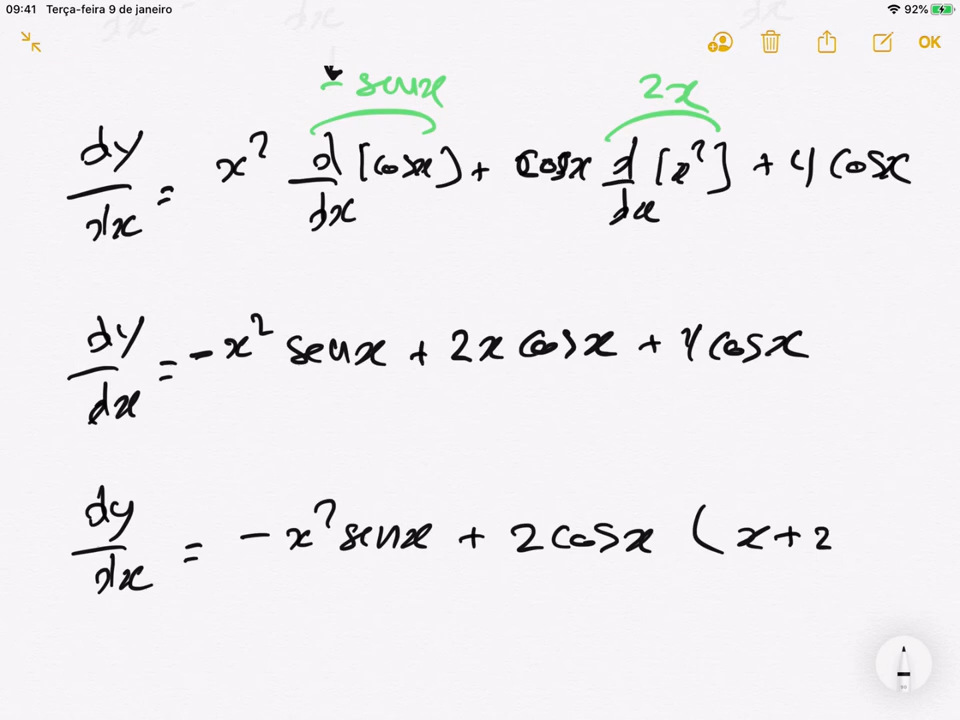 09:41 Terça-feira 9 de janeiro 92%
OK
- senx 2x
dy/dx = x² d/dx [cosx] + cosx d/dx [x²] + 4 cosx
dy/dx = -x² senx + 2x cosx + 4 cosx
dy/dx = -x² senx + 2 cosx (x+2